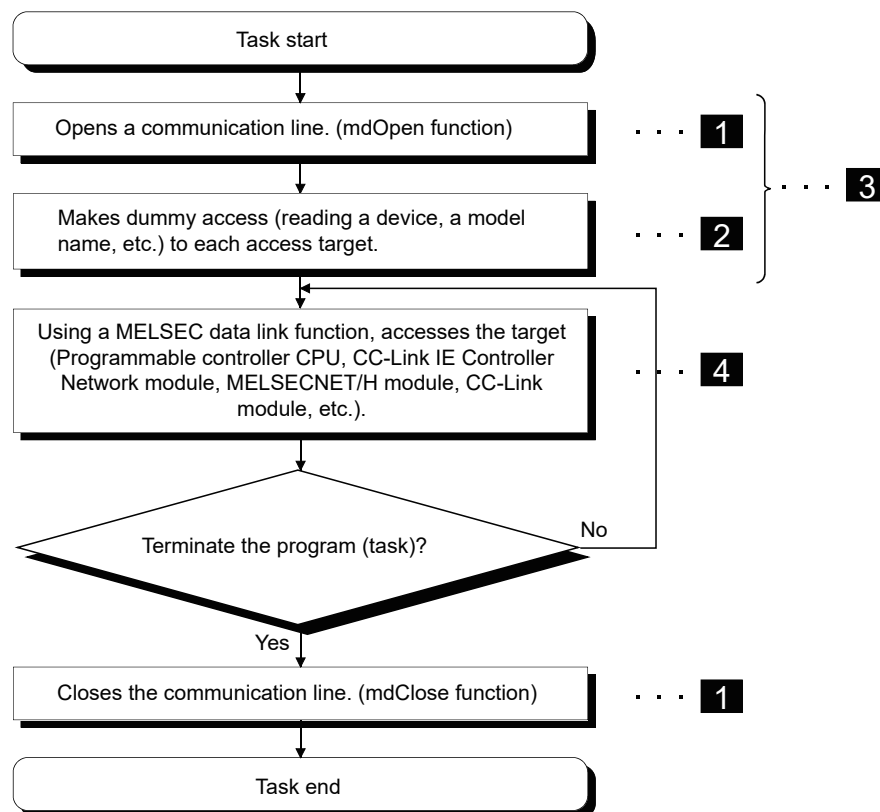 Task start
Opens a communication line. (mdOpen function)
· · · 1
· · · 3
Makes dummy access (reading a device, a model
name, etc.) to each access target.
· · · 2
Using a MELSEC data link function, accesses the target
(Programmable controller CPU, CC-Link IE Controller
Network module, MELSECNET/H module, CC-Link
module, etc.).
· · · 4
Terminate the program (task)?
No
Yes
Closes the communication line. (mdClose function)
· · · 1
Task end